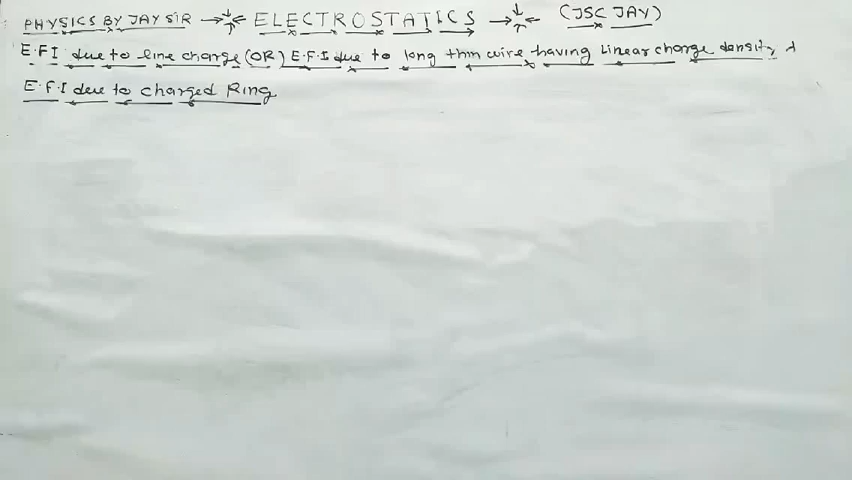 PHYSICS BY JAY SIR → ELECTROSTATICS → (JSC JAY)
E.F.I due to line charge (OR) E.F.I due to long thin wire having Linear charge density λ
E.F.I due to charged Ring